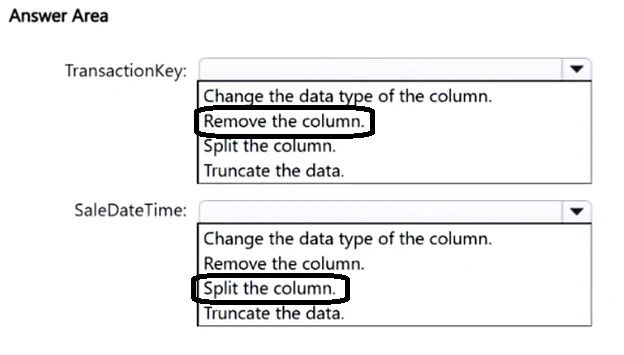 Answer Area
TransactionKey:
Change the data type of the column.
Remove the column.
Split the column.
Truncate the data.
SaleDateTime:
Change the data type of the column.
Remove the column.
Split the column.
Truncate the data.